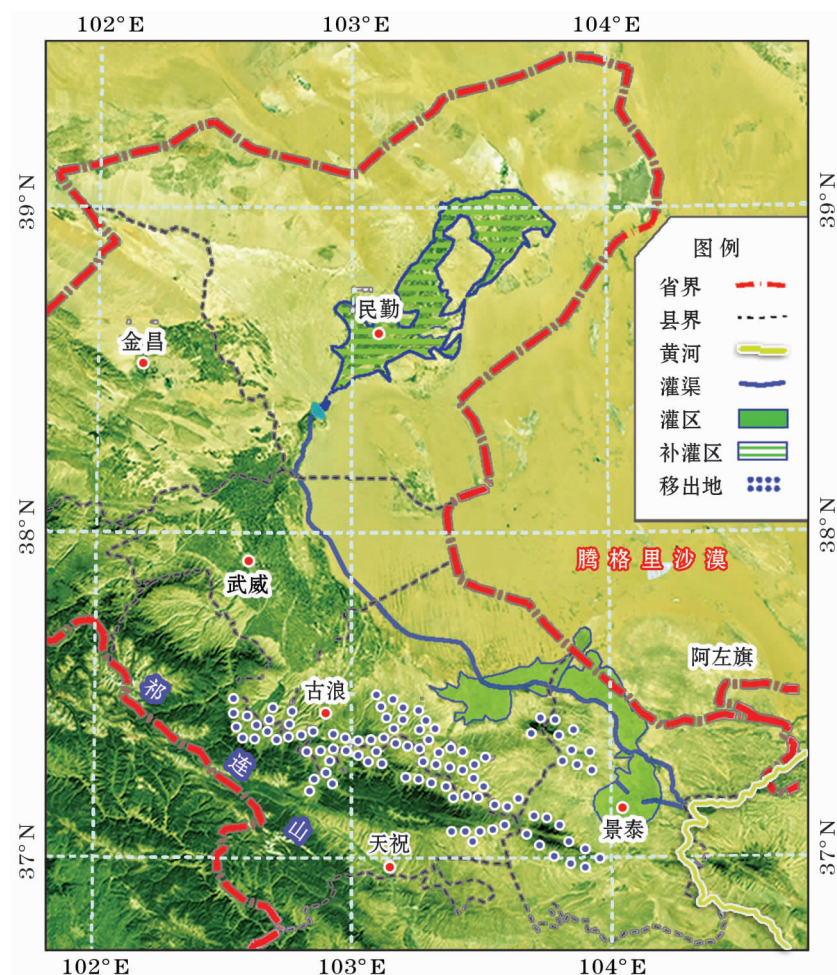 102°E 103°E 104°E
39°N 39°N
图例
省界
县界
黄河
灌渠
灌区
补灌区
移出地
民勤
金昌
38°N 38°N
腾格里沙漠
武威
阿左旗
祁连山
古浪
景泰
天祝
37°N 37°N
102°E 103°E 104°E